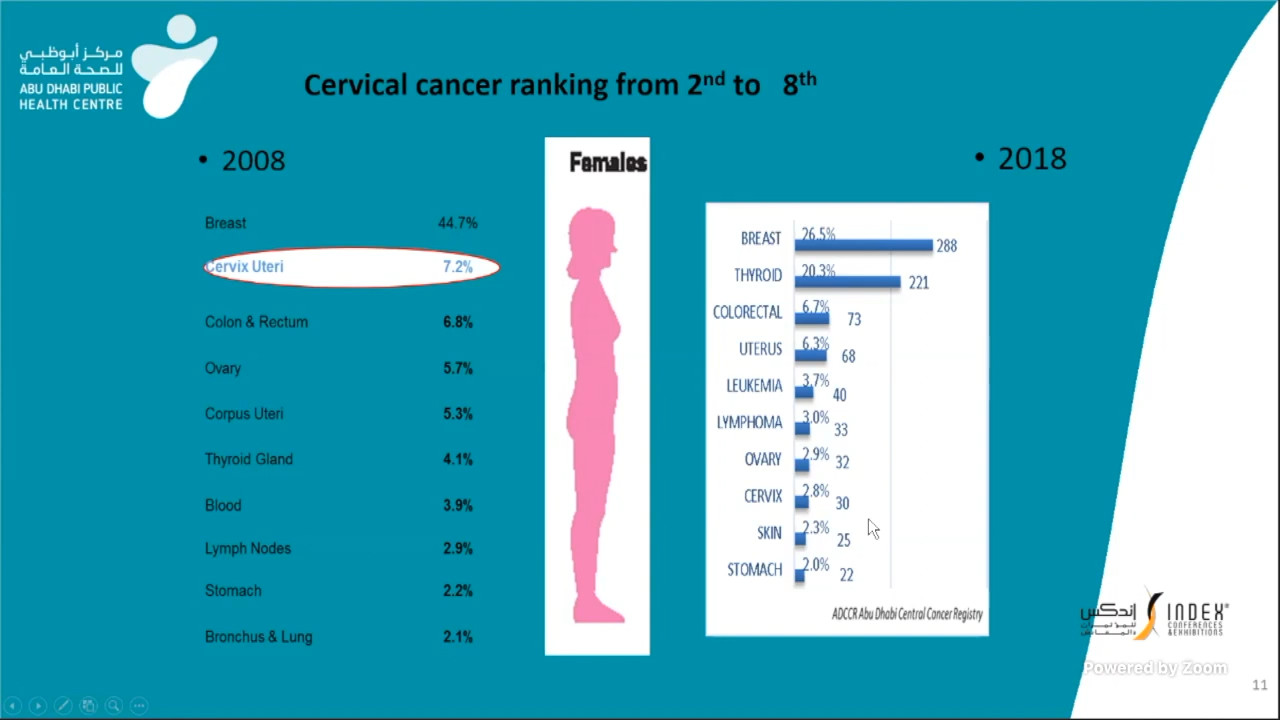 مركز أبوظبي
للصحة العامة
ABU DHABI PUBLIC
HEALTH CENTRE
Cervical cancer ranking from 2nd to 8th
• 2008
Breast 44.7%
Cervix Uteri 7.2%
Colon & Rectum 6.8%
Ovary 5.7%
Corpus Uteri 5.3%
Thyroid Gland 4.1%
Blood 3.9%
Lymph Nodes 2.9%
Stomach 2.2%
Bronchus & Lung 2.1%
Females
• 2018
BREAST 26.5% 288
THYROID 20.3% 221
COLORECTAL 6.7% 73
UTERUS 6.3% 68
LEUKEMIA 3.7% 40
LYMPHOMA 3.0% 33
OVARY 2.9% 32
CERVIX 2.8% 30
SKIN 2.3% 25
STOMACH 2.0% 22
ADCCR Abu Dhabi Central Cancer Registry
إندكس
للمؤتمرات
والمعارض
INDEX®
CONFERENCES
& EXHIBITIONS
Powered by Zoom
11